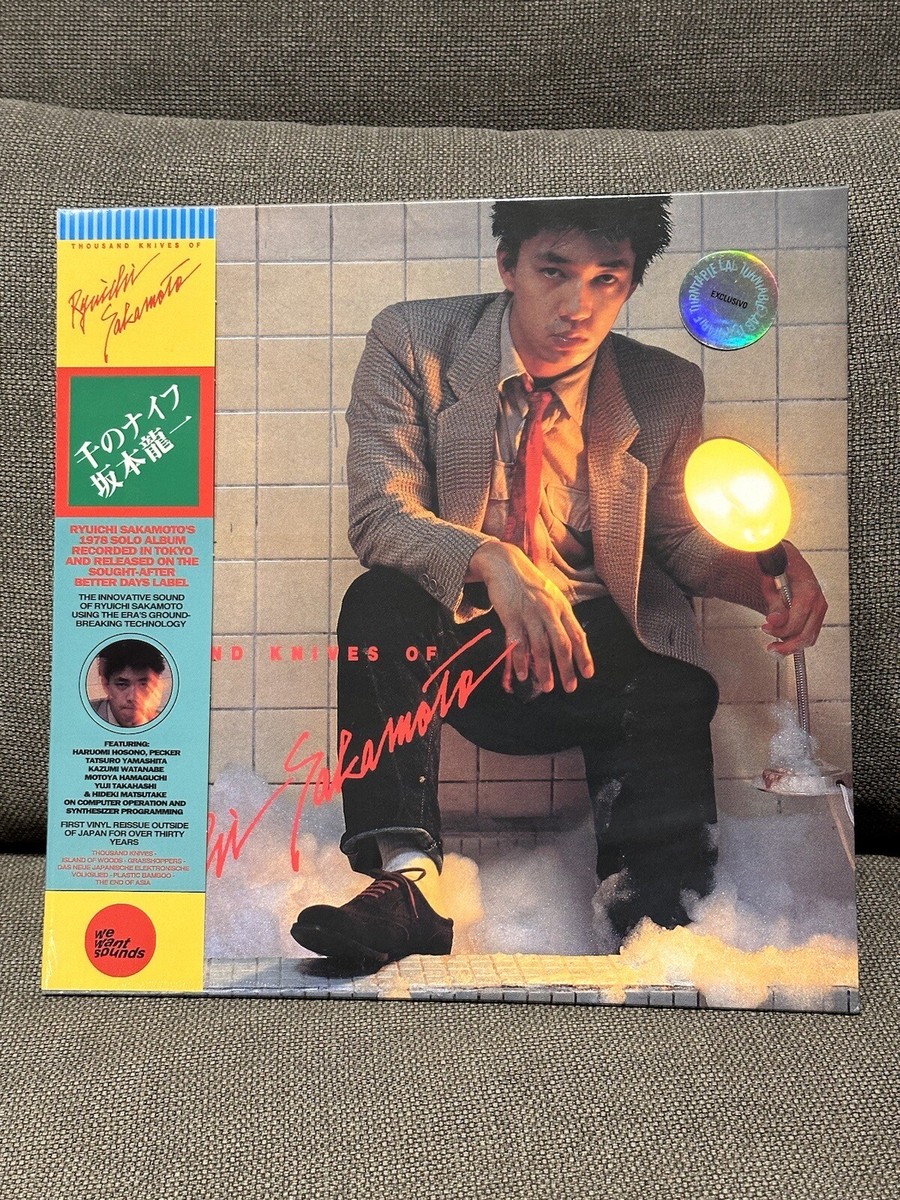 THOUSAND KNIVES OF
Ryuichi
Sakamoto
千のナイフ
坂本龍一
RYUICHI SAKAMOTO'S
1978 SOLO ALBUM
RECORDED IN TOKYO
AND RELEASED ON THE
SOUGHT-AFTER
BETTER DAYS LABEL
THE INNOVATIVE SOUND
OF RYUICHI SAKAMOTO
USING THE ERA'S GROUND-
BREAKING TECHNOLOGY
FEATURING:
HARUOMI HOSONO, PECKER
TATSURO YAMASHITA
KAZUMI WATANABE
MOTOYA HAMAGUCHI
YUJI TAKAHASHI
& HIDEKI MATSUTAKE
ON COMPUTER OPERATION AND
SYNTHESIZER PROGRAMMING
FIRST VINYL REISSUE OUTSIDE
OF JAPAN FOR OVER THIRTY
YEARS
THOUSAND KNIVES -
ISLAND OF WOODS - GRASSHOPPERS -
DAS NEUE JAPANISCHE ELEKTRONISCHE
VOLKSLIED - PLASTIC BAMBOO -
THE END OF ASIA
we
want
sounds
ND KNIVES OF
hi Sakamoto
TURNTABLE LAB
EXCLUSIVO